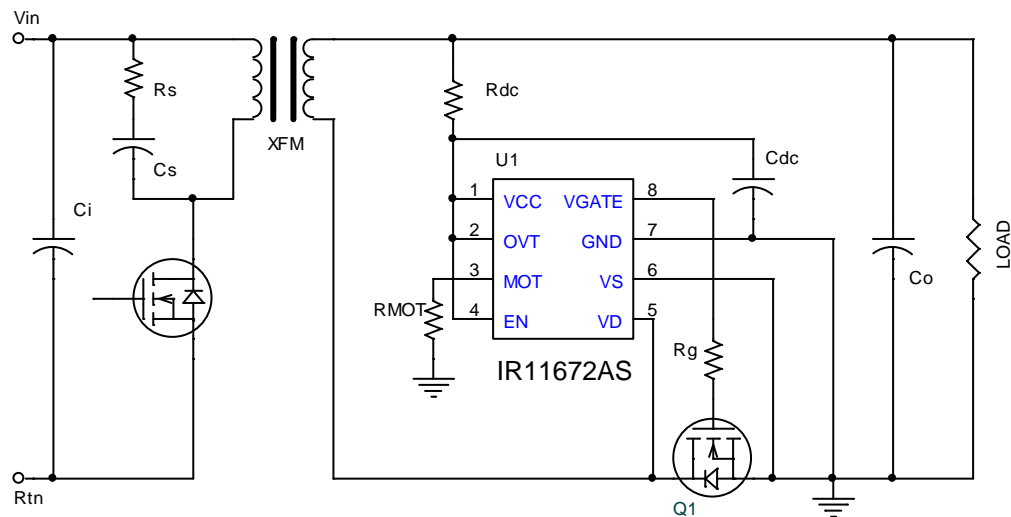 Vin
Rs
Cs
Ci
XFM
Rdc
Cdc
U1
1 VCC VGATE 8
2 OVT GND 7
3 MOT VS 6
4 EN VD 5
RMOT
IR11672AS
Rg
Q1
Co
LOAD
Rtn